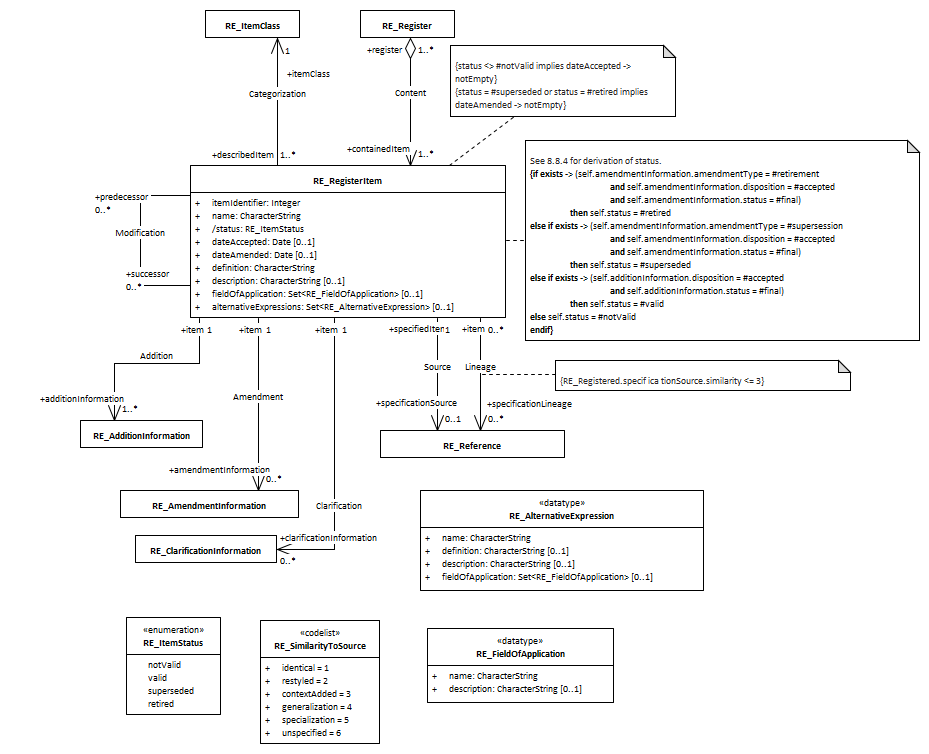 RE_ItemClass
RE_Register
1
+itemClass
Categorization
+describedItem
1..*
+register
1..*
Content
+containedItem
1..*
{status <> #notValid implies dateAccepted ->
notEmpty}
{status = #superseded or status = #retired implies
dateAmended -> notEmpty}
RE_RegisterItem
+ itemIdentifier: Integer
+ name: CharacterString
+ /status: RE_ItemStatus
+ dateAccepted: Date [0..1]
+ dateAmended: Date [0..1]
+ definition: CharacterString
+ description: CharacterString [0..1]
+ fieldOfApplication: Set<RE_FieldOfApplication> [0..1]
+ alternativeExpressions: Set<RE_AlternativeExpression> [0..1]
+predecessor
0..*
Modification
+successor
0..*
See 8.8.4 for derivation of status.
{if exists -> (self.amendmentInformation.amendmentType = #retirement
and self.amendmentInformation.disposition = #accepted
and self.amendmentInformation.status = #final)
then self.status = #retired
else if exists -> (self.amendmentInformation.amendmentType = #supersession
and self.amendmentInformation.disposition = #accepted
and self.amendmentInformation.status = #final)
then self.status = #superseded
else if exists -> (self.additionInformation.disposition = #accepted
and self.additionInformation.status = #final)
then self.status = #valid
else self.status = #notValid
endif}
+item 1
+item 1
+item 1
+specifiedItem 1
+item 0..*
Addition
+additionInformation
1..*
RE_AdditionInformation
Amendment
+amendmentInformation
0..*
RE_AmendmentInformation
Clarification
+clarificationInformation
0..*
RE_ClarificationInformation
Source
Lineage
+specificationSource
0..1
+specificationLineage
0..*
RE_Reference
{RE_Registered.specif ica tionSource.similarity <= 3}
«datatype»
RE_AlternativeExpression
+ name: CharacterString
+ definition: CharacterString [0..1]
+ description: CharacterString [0..1]
+ fieldOfApplication: Set<RE_FieldOfApplication> [0..1]
«enumeration»
RE_ItemStatus
notValid
valid
superseded
retired
«codelist»
RE_SimilarityToSource
+ identical = 1
+ restyled = 2
+ contextAdded = 3
+ generalization = 4
+ specialization = 5
+ unspecified = 6
«datatype»
RE_FieldOfApplication
+ name: CharacterString
+ description: CharacterString [0..1]